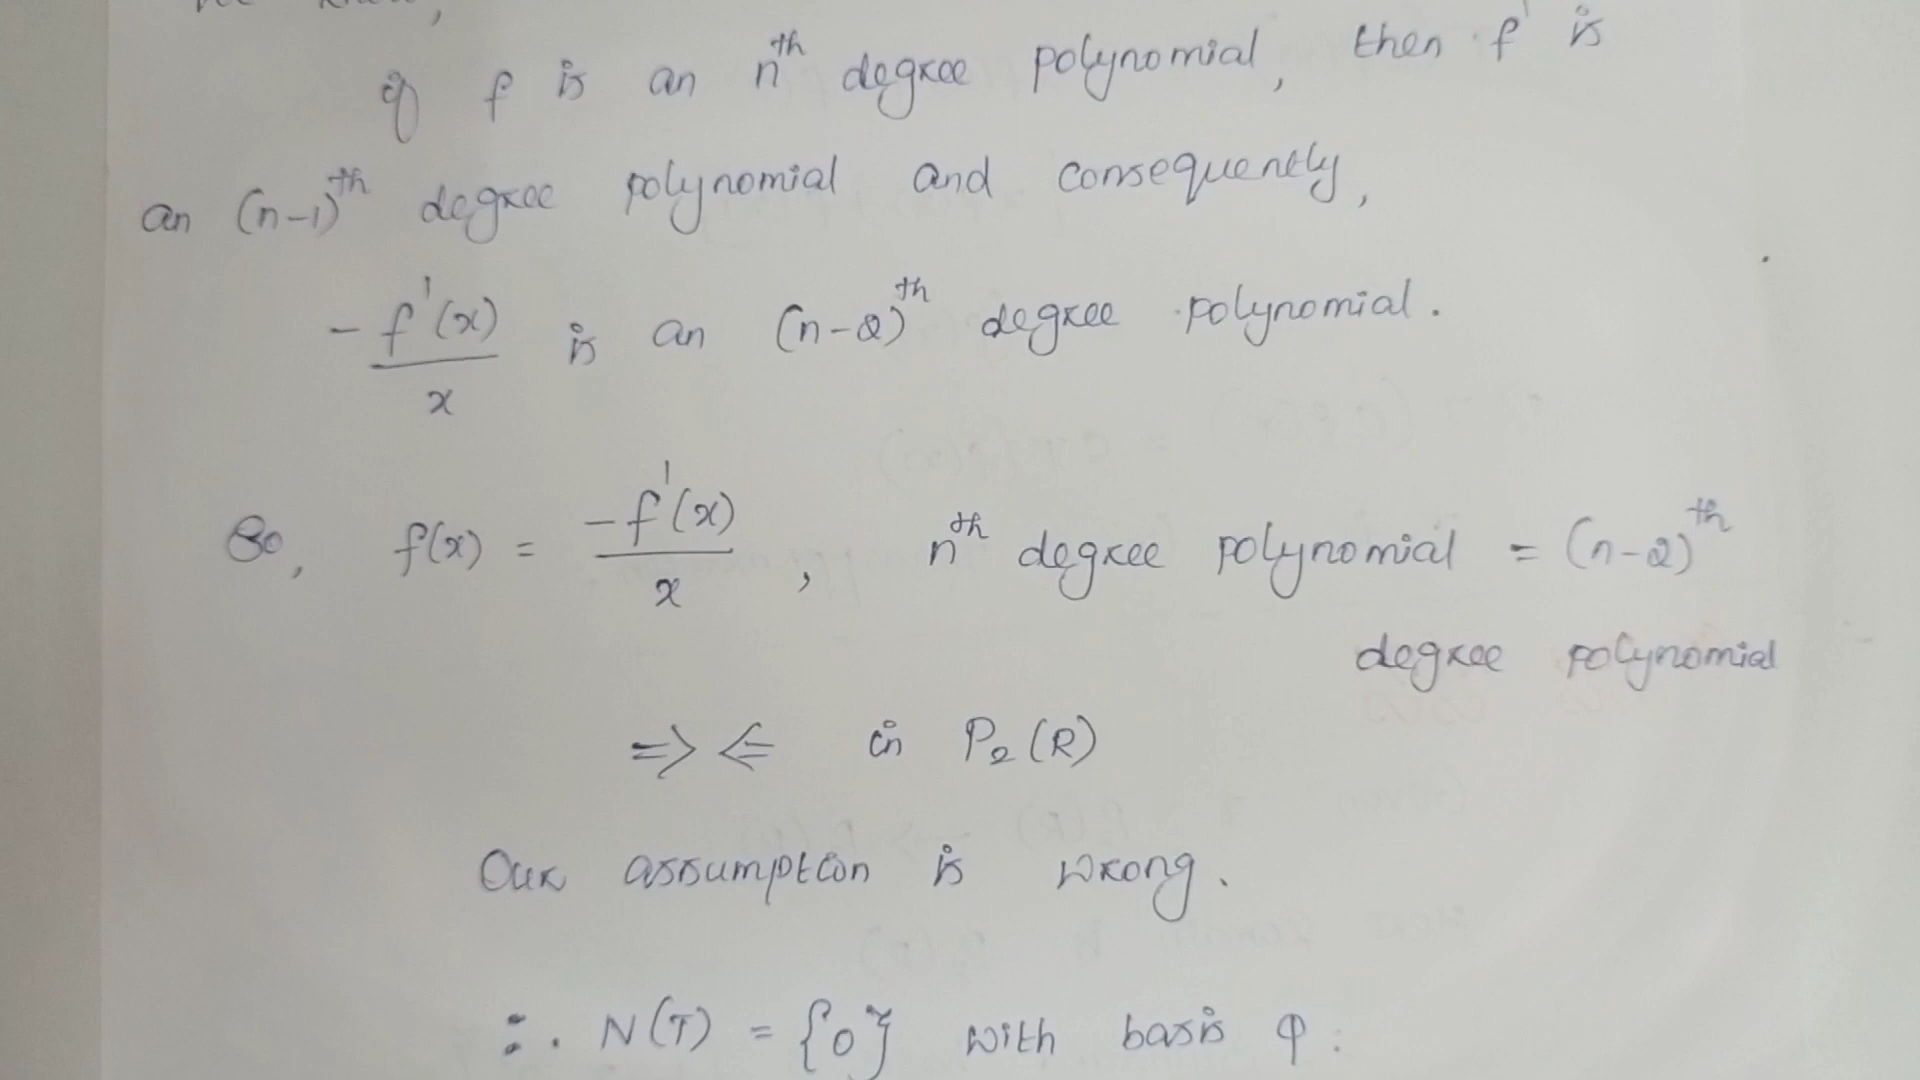 if f is an nth degree polynomial, then f' is
an (n-1)th degree polynomial and consequently,
-f'(x)/x is an (n-2)th degree polynomial.
So, f(x) = -f'(x)/x , nth degree polynomial = (n-2)th
degree polynomial
=> <= in P2(R)
Our assumption is wrong.
∴ N(T) = {0} with basis φ.